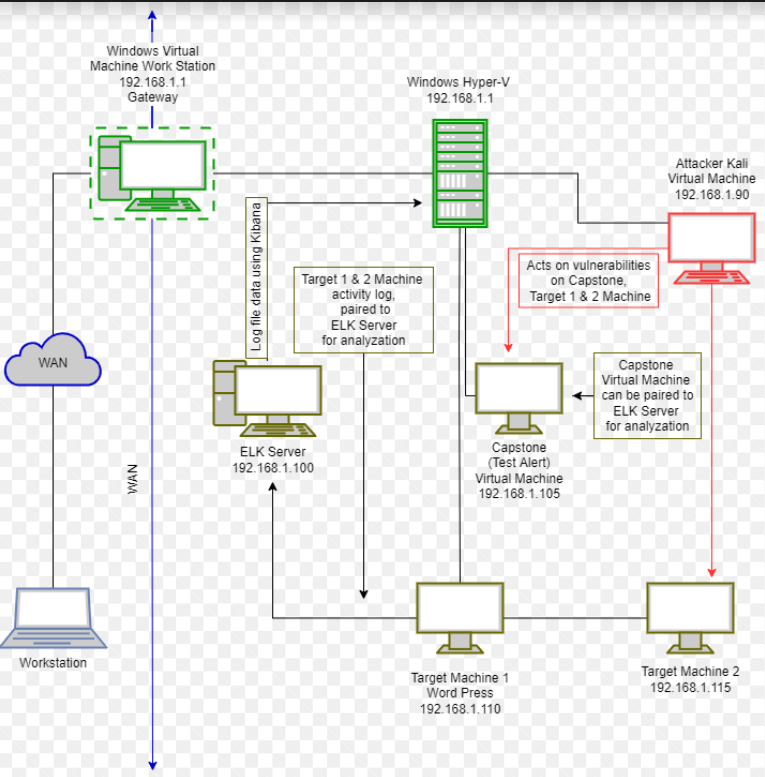 Windows Virtual
Machine Work Station
192.168.1.1
Gateway
Windows Hyper-V
192.168.1.1
Attacker Kali
Virtual Machine
192.168.1.90
Log file data using Kibana
Target 1 & 2 Machine
activity log,
paired to
ELK Server
for analyzation
Acts on vulnerabilities
on Capstone,
Target 1 & 2 Machine
WAN
Capstone
Virtual Machine
can be paired to
ELK Server
for analyzation
ELK Server
192.168.1.100
Capstone
(Test Alert)
Virtual Machine
192.168.1.105
WAN
Workstation
Target Machine 1
Word Press
192.168.1.110
Target Machine 2
192.168.1.115